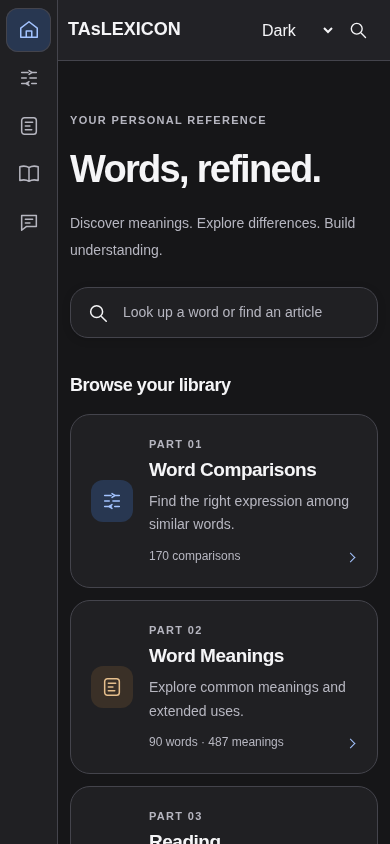 TAsLEXICON
Dark
YOUR PERSONAL REFERENCE
Words, refined.
Discover meanings. Explore differences. Build
understanding.
Look up a word or find an article
Browse your library
PART 01
Word Comparisons
Find the right expression among
similar words.
170 comparisons
PART 02
Word Meanings
Explore common meanings and
extended uses.
90 words · 487 meanings
PART 03
Reading